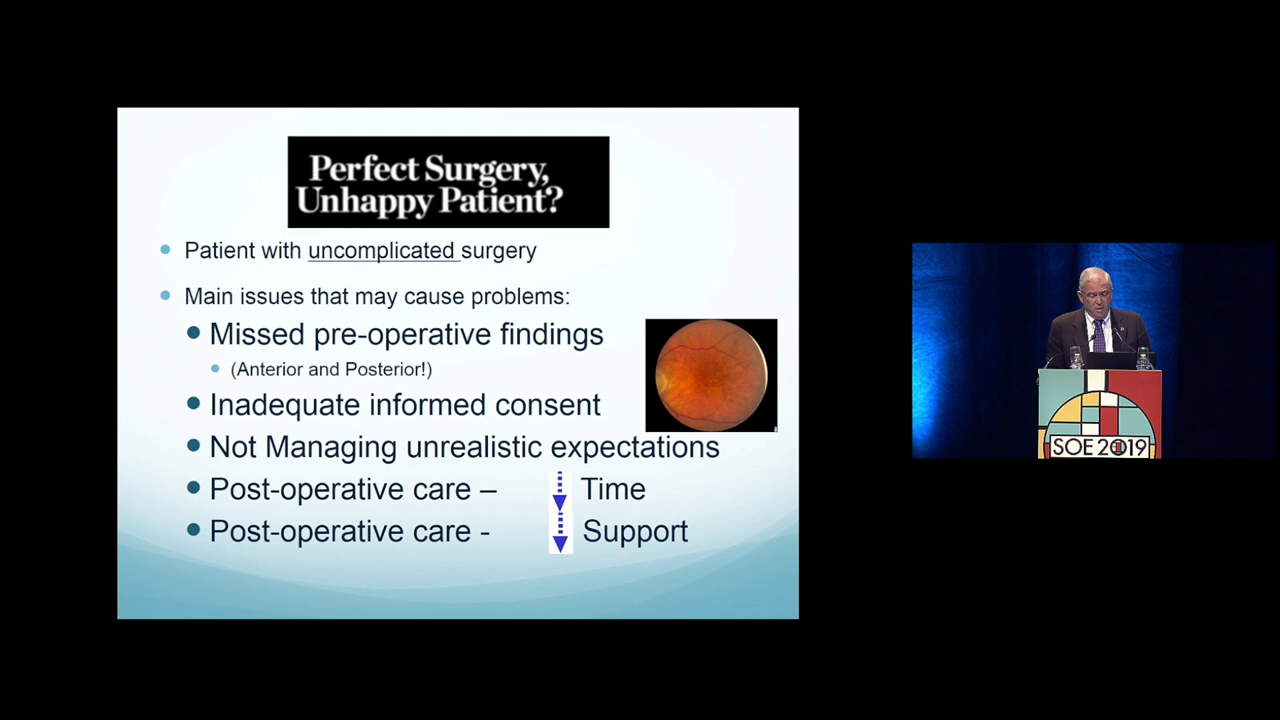 Perfect Surgery,
Unhappy Patient?
Patient with uncomplicated surgery
Main issues that may cause problems:
Missed pre-operative findings
(Anterior and Posterior!)
Inadequate informed consent
Not Managing unrealistic expectations
Post-operative care – Time
Post-operative care - Support
SOE 2019